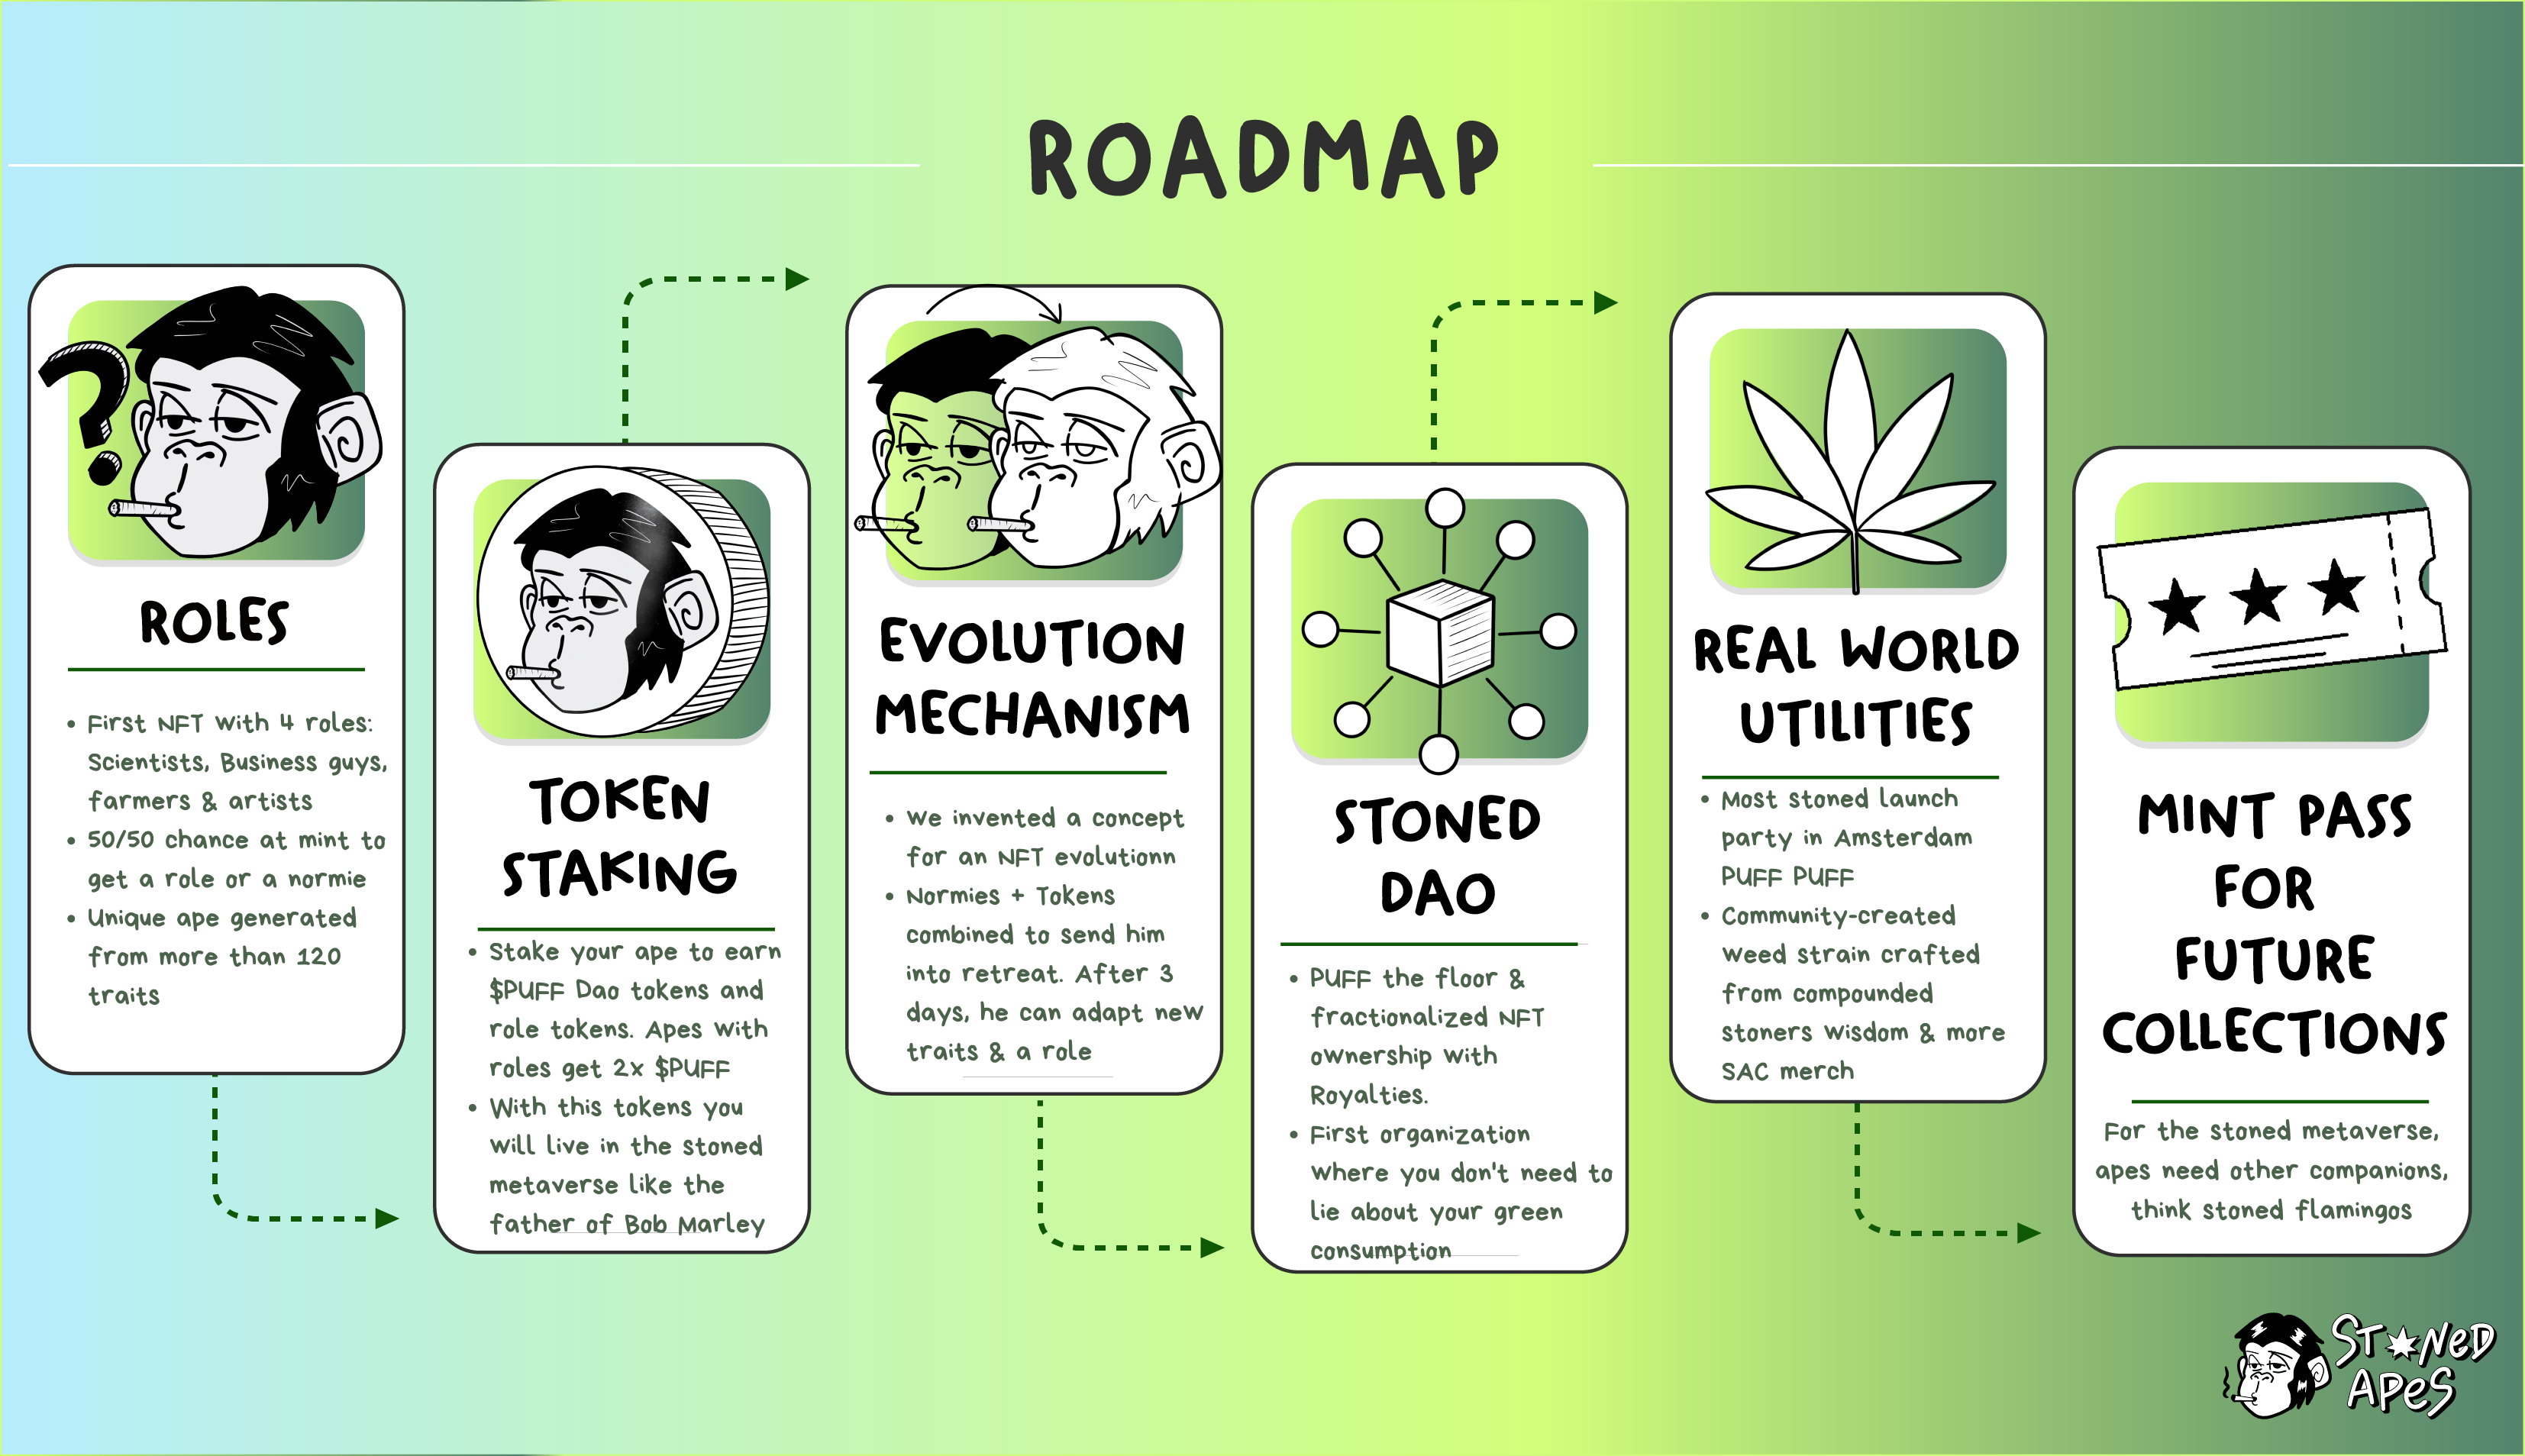 ROADMAP
ROLES
• First NFT with 4 roles:
Scientists, Business guys,
farmers & artists
• 50/50 chance at mint to
get a role or a normie
• Unique ape generated
from more than 120
traits
TOKEN
STAKING
• Stake your ape to earn
$PUFF Dao tokens and
role tokens. Apes with
roles get 2x $PUFF
• With this tokens you
will live in the stoned
metaverse like the
father of Bob Marley
EVOLUTION
MECHANISM
• We invented a concept
for an NFT evolutionn
• Normies + Tokens
combined to send him
into retreat. After 3
days, he can adapt new
traits & a role
STONED
DAO
• PUFF the floor &
fractionalized NFT
ownership with
Royalties.
• First organization
where you don't need to
lie about your green
consumption
REAL WORLD
UTILITIES
• Most stoned launch
party in Amsterdam
PUFF PUFF
• Community-created
weed strain crafted
from compounded
stoners wisdom & more
SAC merch
MINT PASS
FOR
FUTURE
COLLECTIONS
For the stoned metaverse,
apes need other companions,
think stoned flamingos
STONED
APES